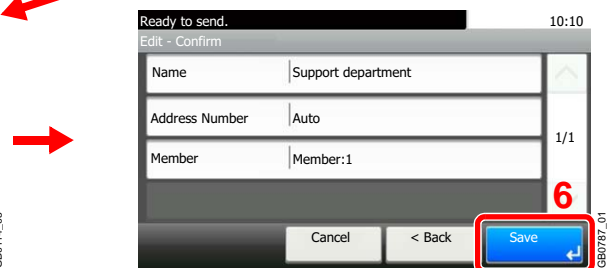 Ready to send. 10:10
Edit - Confirm
Name Support department
Address Number Auto
1/1
Member Member:1
6
Cancel < Back Save
GB0787_01